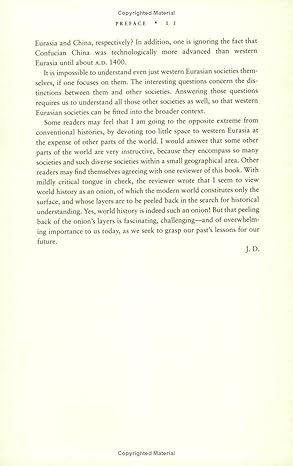 Copyrighted Material
PREFACE • 11
Eurasia and China, respectively? In addition, one is ignoring the fact that
Confucian China was technologically more advanced than western
Eurasia until about A.D. 1400.
It is impossible to understand even just western Eurasian societies them-
selves, if one focuses on them. The interesting questions concern the dis-
tinctions between them and other societies. Answering those questions
requires us to understand all those other societies as well, so that western
Eurasian societies can be fitted into the broader context.
Some readers may feel that I am going to the opposite extreme from
conventional histories, by devoting too little space to western Eurasia at
the expense of other parts of the world. I would answer that some other
parts of the world are very instructive, because they encompass so many
societies and such diverse societies within a small geographical area. Other
readers may find themselves agreeing with one reviewer of this book. With
mildly critical tongue in cheek, the reviewer wrote that I seem to view
world history as an onion, of which the modern world constitutes only the
surface, and whose layers are to be peeled back in the search for historical
understanding. Yes, world history is indeed such an onion! But that peeling
back of the onion's layers is fascinating, challenging—and of overwhelm-
ing importance to us today, as we seek to grasp our past's lessons for our
future.
J. D.
Copyrighted Material